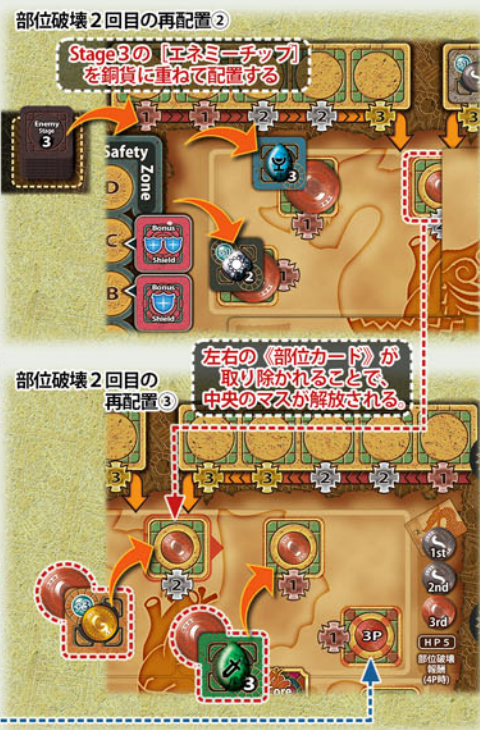 部位破壊２回目の再配置②
Stage３の［エネミーチップ］
を銅貨に重ねて配置する
1
1
2
2
3
3
Enemy
Stage
3
Safety
Zone
D
3
1
C
Bonus
Shield
2
1
B
Bonus
Shield
左右の《部位カード》が
取り除かれることで、
中央のマスが解放される。
部位破壊２回目の
再配置③
3
3
3
2
2
1
2
1
1st
2nd
3rd
1
3P
HP5
部位破壊
報酬
(4P時)
3
ore